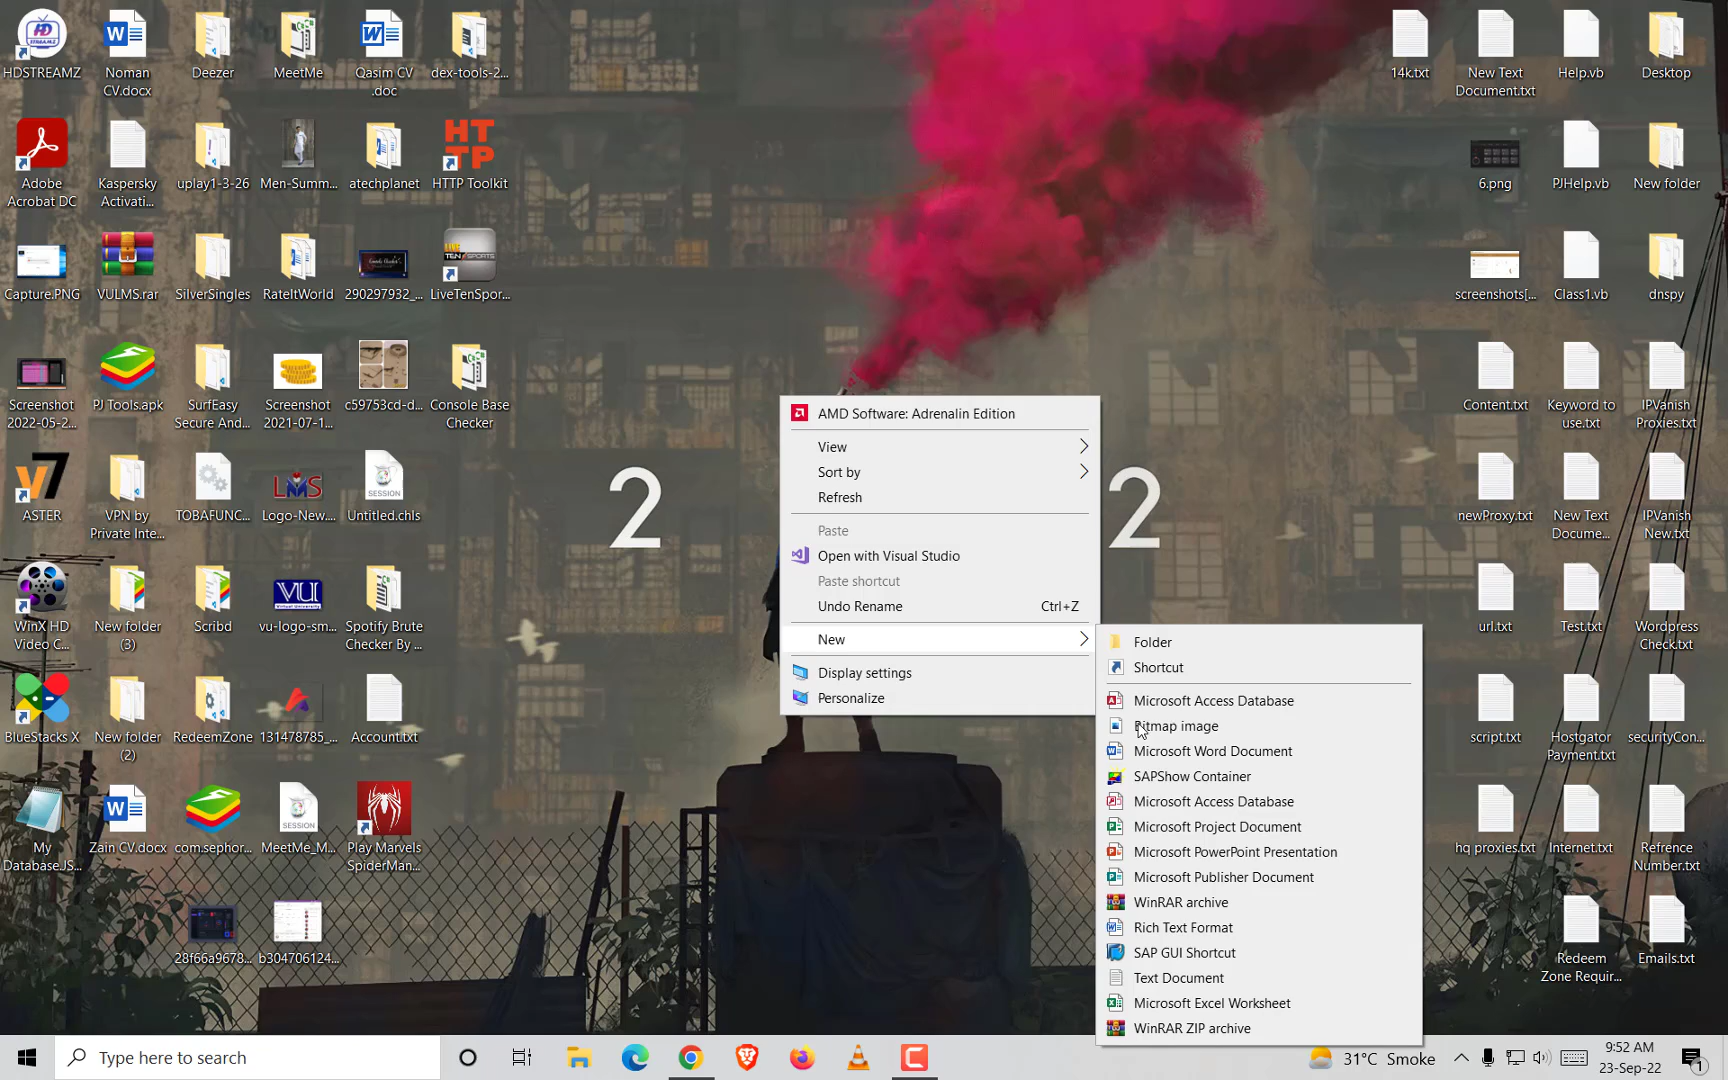 HDSTREAMZ
Noman
CV.docx
Deezer
MeetMe
Qasim CV
.doc
dex-tools-2...
14k.txt
New Text
Document.txt
Help.vb
Desktop
Adobe
Acrobat DC
Kaspersky
Activati...
uplay1-3-26
Men-Summ...
atechplanet
HT
TP
HTTP Toolkit
6.png
PJHelp.vb
New folder
Capture.PNG
VULMS.rar
SilverSingles
RateItWorld
290297932_...
LiveTenSpor...
screenshots[...
Class1.vb
dnspy
Screenshot
2022-05-2...
PJ Tools.apk
SurfEasy
Secure And...
Screenshot
2021-07-1...
c59753cd-d...
Console Base
Checker
Content.txt
Keyword to
use.txt
IPVanish
Proxies.txt
ASTER
VPN by
Private Inte...
TOBAFUNC...
LMS
Logo-New....
SESSION
Untitled.chls
newProxy.txt
New Text
Docume...
IPVanish
New.txt
WinX HD
Video C...
New folder
(3)
Scribd
VU
vu-logo-sm...
Spotify Brute
Checker By ...
url.txt
Test.txt
Wordpress
Check.txt
BlueStacks X
New folder
(2)
RedeemZone
131478785_...
Account.txt
script.txt
Hostgator
Payment.txt
securityCon...
My
Database.JS...
Zain CV.docx
com.sephor...
SESSION
MeetMe_M...
Play Marvels
SpiderMan...
hq proxies.txt
Internet.txt
Refrence
Number.txt
28f66a9678...
b304706124...
Redeem
Zone Requir...
Emails.txt
2 2
AMD Software: Adrenalin Edition
View
Sort by
Refresh
Paste
Open with Visual Studio
Paste shortcut
Undo Rename Ctrl+Z
New
Display settings
Personalize
Folder
Shortcut
Microsoft Access Database
Bitmap image
Microsoft Word Document
SAPShow Container
Microsoft Access Database
Microsoft Project Document
Microsoft PowerPoint Presentation
Microsoft Publisher Document
WinRAR archive
Rich Text Format
SAP GUI Shortcut
Text Document
Microsoft Excel Worksheet
WinRAR ZIP archive
Type here to search
31°C Smoke
9:52 AM
23-Sep-22
1